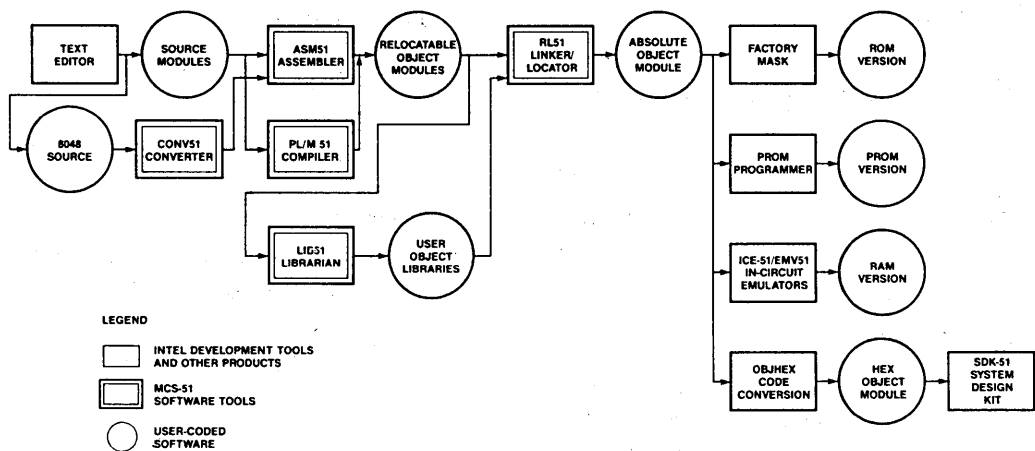 TEXT
EDITOR
SOURCE
MODULES
ASM51
ASSEMBLER
RELOCATABLE
OBJECT
MODULES
RL51
LINKER/
LOCATOR
ABSOLUTE
OBJECT
MODULE
FACTORY
MASK
ROM
VERSION
8048
SOURCE
CONV51
CONVERTER
PL/M 51
COMPILER
PROM
PROGRAMMER
PROM
VERSION
LIB51
LIBRARIAN
USER
OBJECT
LIBRARIES
ICE-51/EMV51
IN-CIRCUIT
EMULATORS
RAM
VERSION
OBJHEX
CODE
CONVERSION
HEX
OBJECT
MODULE
SDK-51
SYSTEM
DESIGN
KIT
LEGEND
INTEL DEVELOPMENT TOOLS
AND OTHER PRODUCTS
MCS-51
SOFTWARE TOOLS
USER-CODED
SOFTWARE